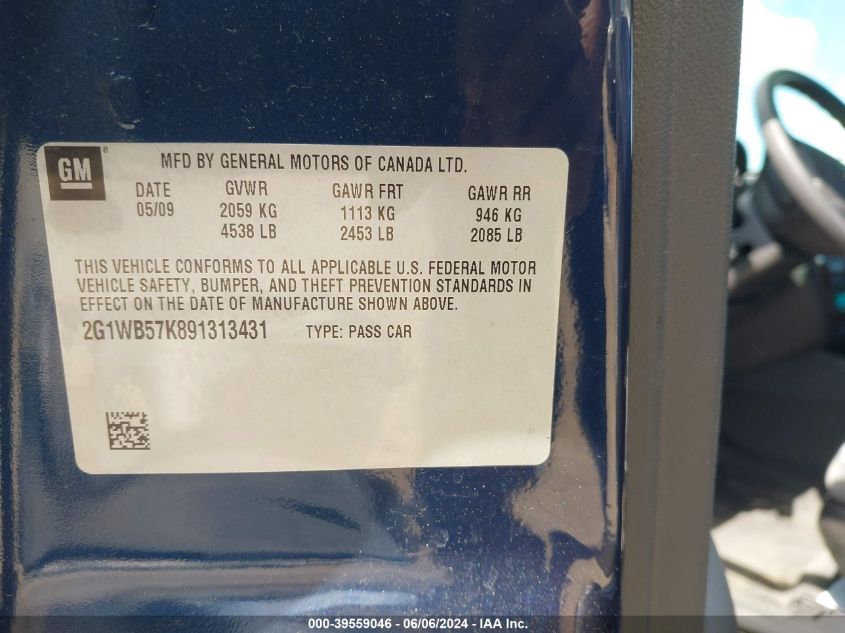 GM
MFD BY GENERAL MOTORS OF CANADA LTD.
DATE GVWR GAWR FRT GAWR RR
05/09 2059 KG 1113 KG 946 KG
4538 LB 2453 LB 2085 LB
THIS VEHICLE CONFORMS TO ALL APPLICABLE U.S. FEDERAL MOTOR
VEHICLE SAFETY, BUMPER, AND THEFT PREVENTION STANDARDS IN
EFFECT ON THE DATE OF MANUFACTURE SHOWN ABOVE.
2G1WB57K891313431 TYPE: PASS CAR
000-39559046 - 06/06/2024 - IAA Inc.